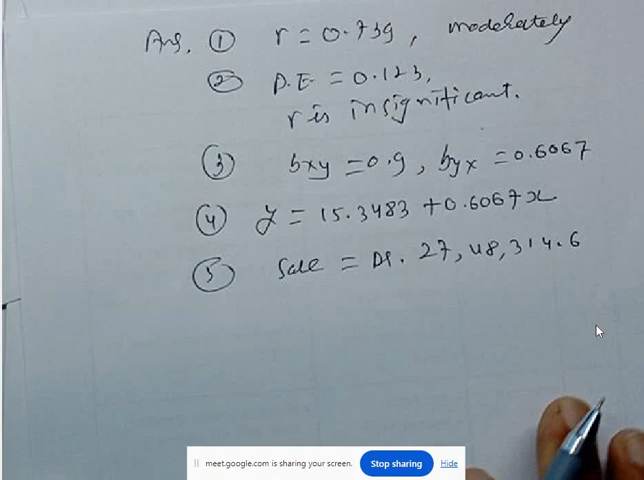 Ans. ① r = 0.739, moderately
② P.E. = 0.123,
r is insignificant.
③ bxy = 0.9, byx = 0.6067
④ y = 15.3483 + 0.6067x
⑤ Sale = Rs. 27,48,314.6
meet.google.com is sharing your screen. Stop sharing Hide